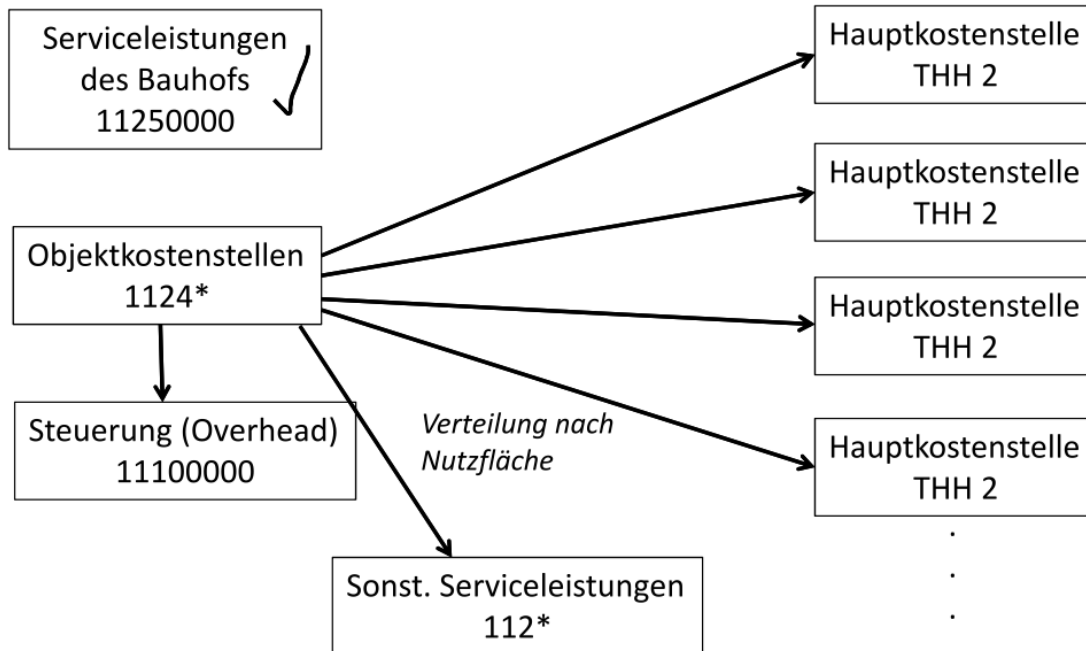 Serviceleistungen
des Bauhofs
11250000
Hauptkostenstelle
THH 2
Hauptkostenstelle
THH 2
Objektkostenstellen
1124*
Hauptkostenstelle
THH 2
Steuerung (Overhead)
11100000
Verteilung nach
Nutzfläche
Hauptkostenstelle
THH 2
.
.
.
Sonst. Serviceleistungen
112*